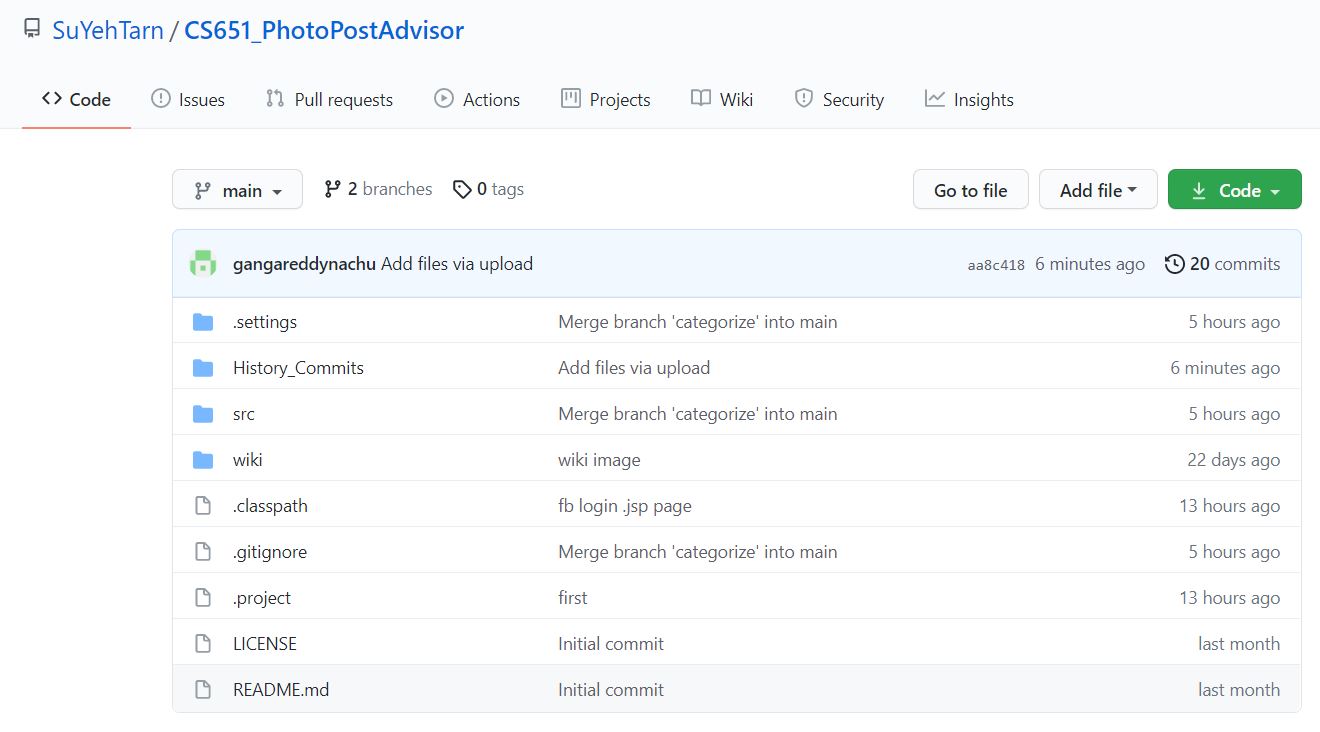 SuYehTarn / CS651_PhotoPostAdvisor
Code Issues Pull requests Actions Projects Wiki Security Insights
main 2 branches 0 tags Go to file Add file Code
gangareddynachu Add files via upload aa8c418 6 minutes ago 20 commits
.settings Merge branch 'categorize' into main 5 hours ago
History_Commits Add files via upload 6 minutes ago
src Merge branch 'categorize' into main 5 hours ago
wiki wiki image 22 days ago
.classpath fb login .jsp page 13 hours ago
.gitignore Merge branch 'categorize' into main 5 hours ago
.project first 13 hours ago
LICENSE Initial commit last month
README.md Initial commit last month